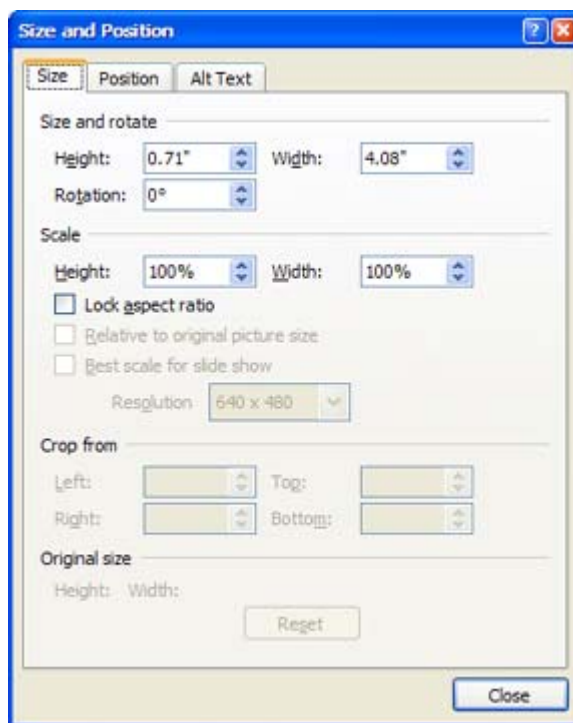 Size and Position
Size Position Alt Text
Size and rotate
Height: 0.71" Width: 4.08"
Rotation: 0°
Scale
Height: 100% Width: 100%
Lock aspect ratio
Relative to original picture size
Best scale for slide show
Resolution 640 x 480
Crop from
Left: Top:
Right: Bottom:
Original size
Height: Width:
Reset
Close